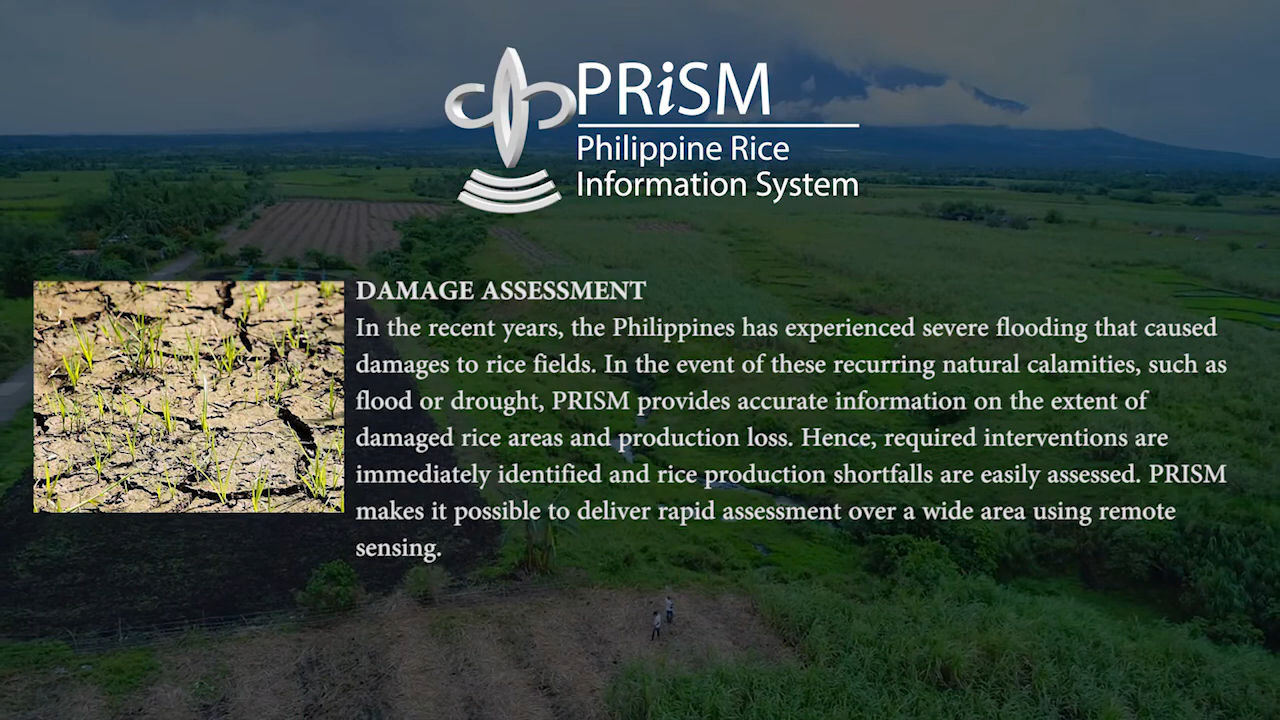 PRiSM
Philippine Rice
Information System
DAMAGE ASSESSMENT
In the recent years, the Philippines has experienced severe flooding that caused
damages to rice fields. In the event of these recurring natural calamities, such as
flood or drought, PRISM provides accurate information on the extent of
damaged rice areas and production loss. Hence, required interventions are
immediately identified and rice production shortfalls are easily assessed. PRISM
makes it possible to deliver rapid assessment over a wide area using remote
sensing.